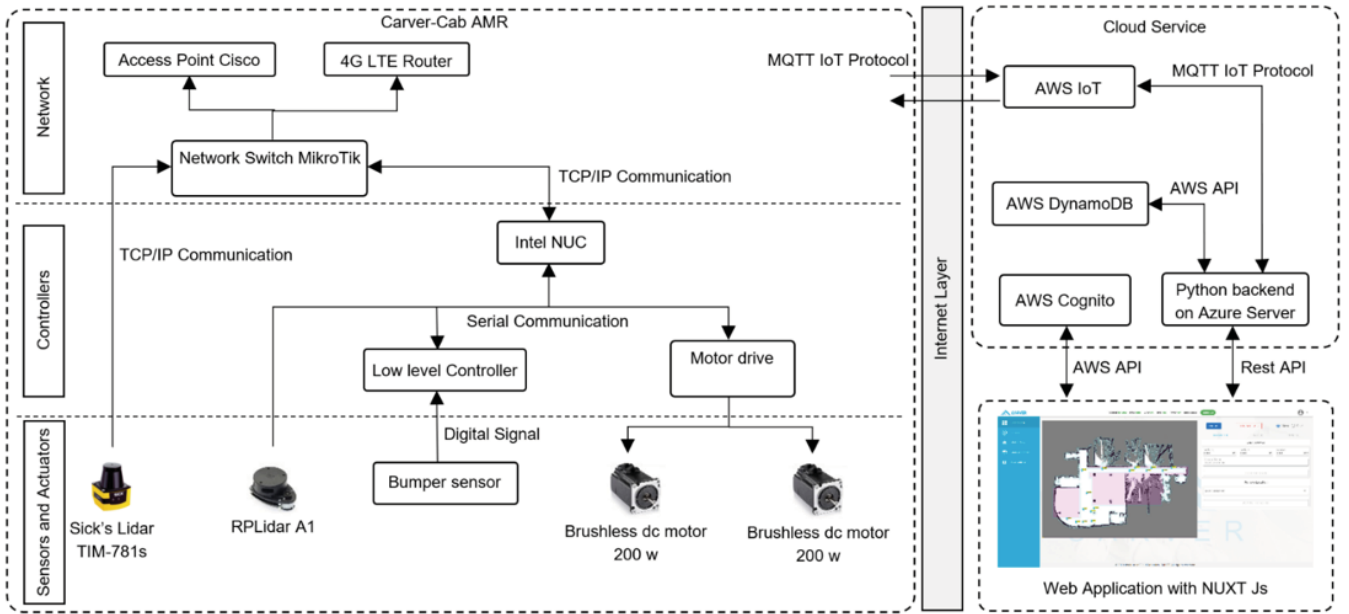 Carver-Cab AMR
Network
Access Point Cisco
4G LTE Router
Network Switch MikroTik
TCP/IP Communication
TCP/IP Communication
Controllers
Intel NUC
Serial Communication
Low level Controller
Motor drive
Sensors and Actuators
Digital Signal
Bumper sensor
Sick's Lidar
TIM-781s
RPLidar A1
Brushless dc motor
200 w
Brushless dc motor
200 w
MQTT IoT Protocol
Internet Layer
Cloud Service
AWS IoT
MQTT IoT Protocol
AWS DynamoDB
AWS API
AWS Cognito
Python backend
on Azure Server
AWS API
Rest API
Web Application with NUXT Js